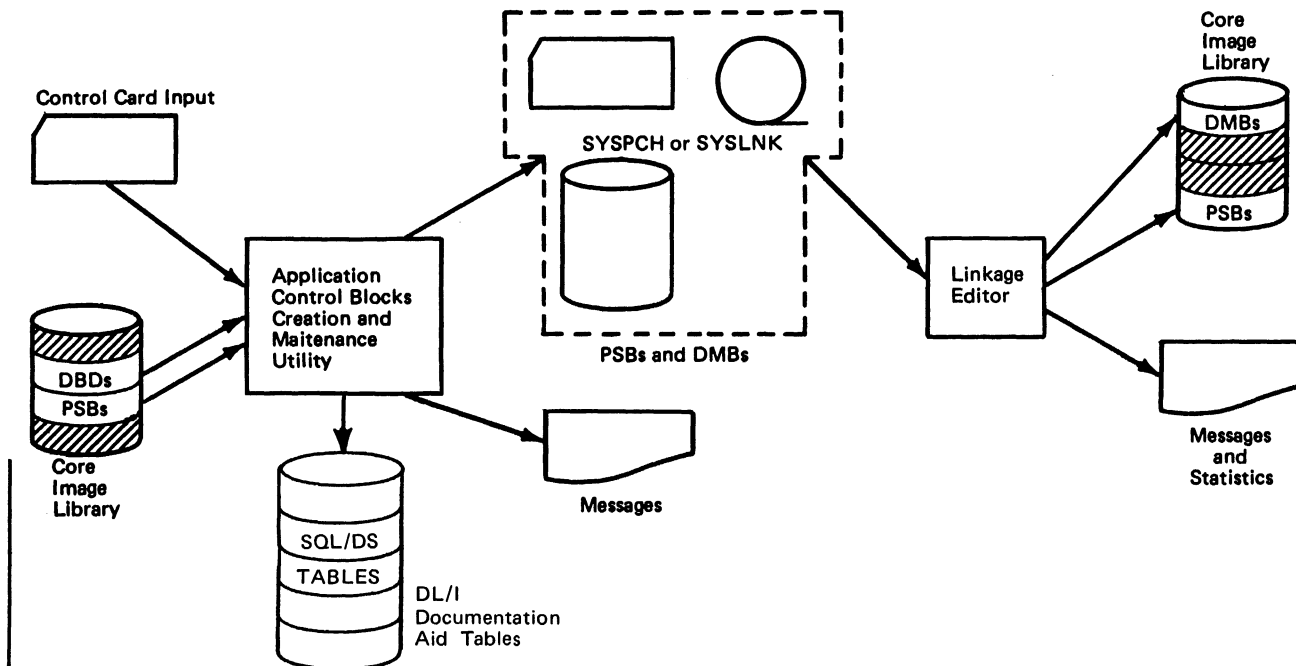 Control Card Input
Application
Control Blocks
Creation and
Maitenance
Utility
DBDs
PSBs
Core
Image
Library
SYSPCH or SYSLNK
PSBs and DMBs
Messages
SQL/DS
TABLES
DL/I
Documentation
Aid Tables
Linkage
Editor
Core
Image
Library
DMBs
PSBs
Messages
and
Statistics